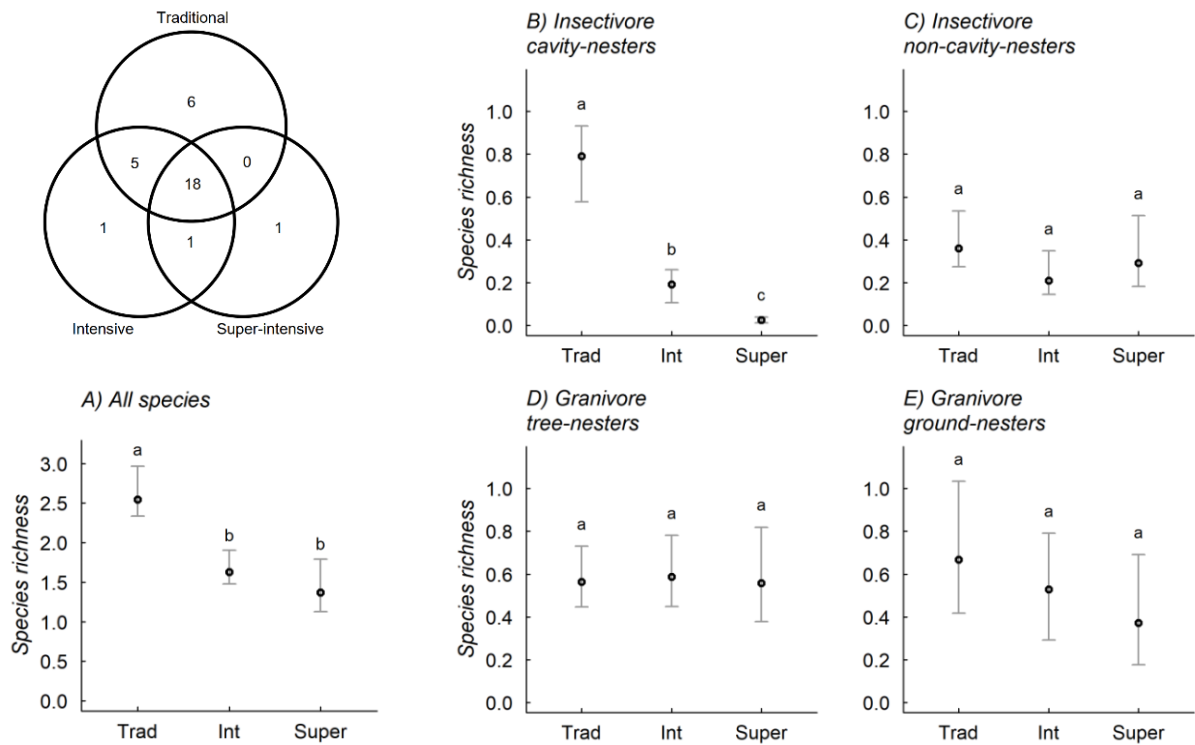 Traditional
6
5
0
18
1
1
1
Intensive
Super-intensive
B) Insectivore
cavity-nesters
Species richness
1.0
0.8
0.6
0.4
0.2
0.0
a
b
c
Trad
Int
Super
C) Insectivore
non-cavity-nesters
1.0
0.8
0.6
0.4
0.2
0.0
a
a
a
Trad
Int
Super
A) All species
Species richness
3.0
2.5
2.0
1.5
1.0
0.5
0.0
a
b
b
Trad
Int
Super
D) Granivore
tree-nesters
Species richness
1.0
0.8
0.6
0.4
0.2
0.0
a
a
a
Trad
Int
Super
E) Granivore
ground-nesters
1.0
0.8
0.6
0.4
0.2
0.0
a
a
a
Trad
Int
Super